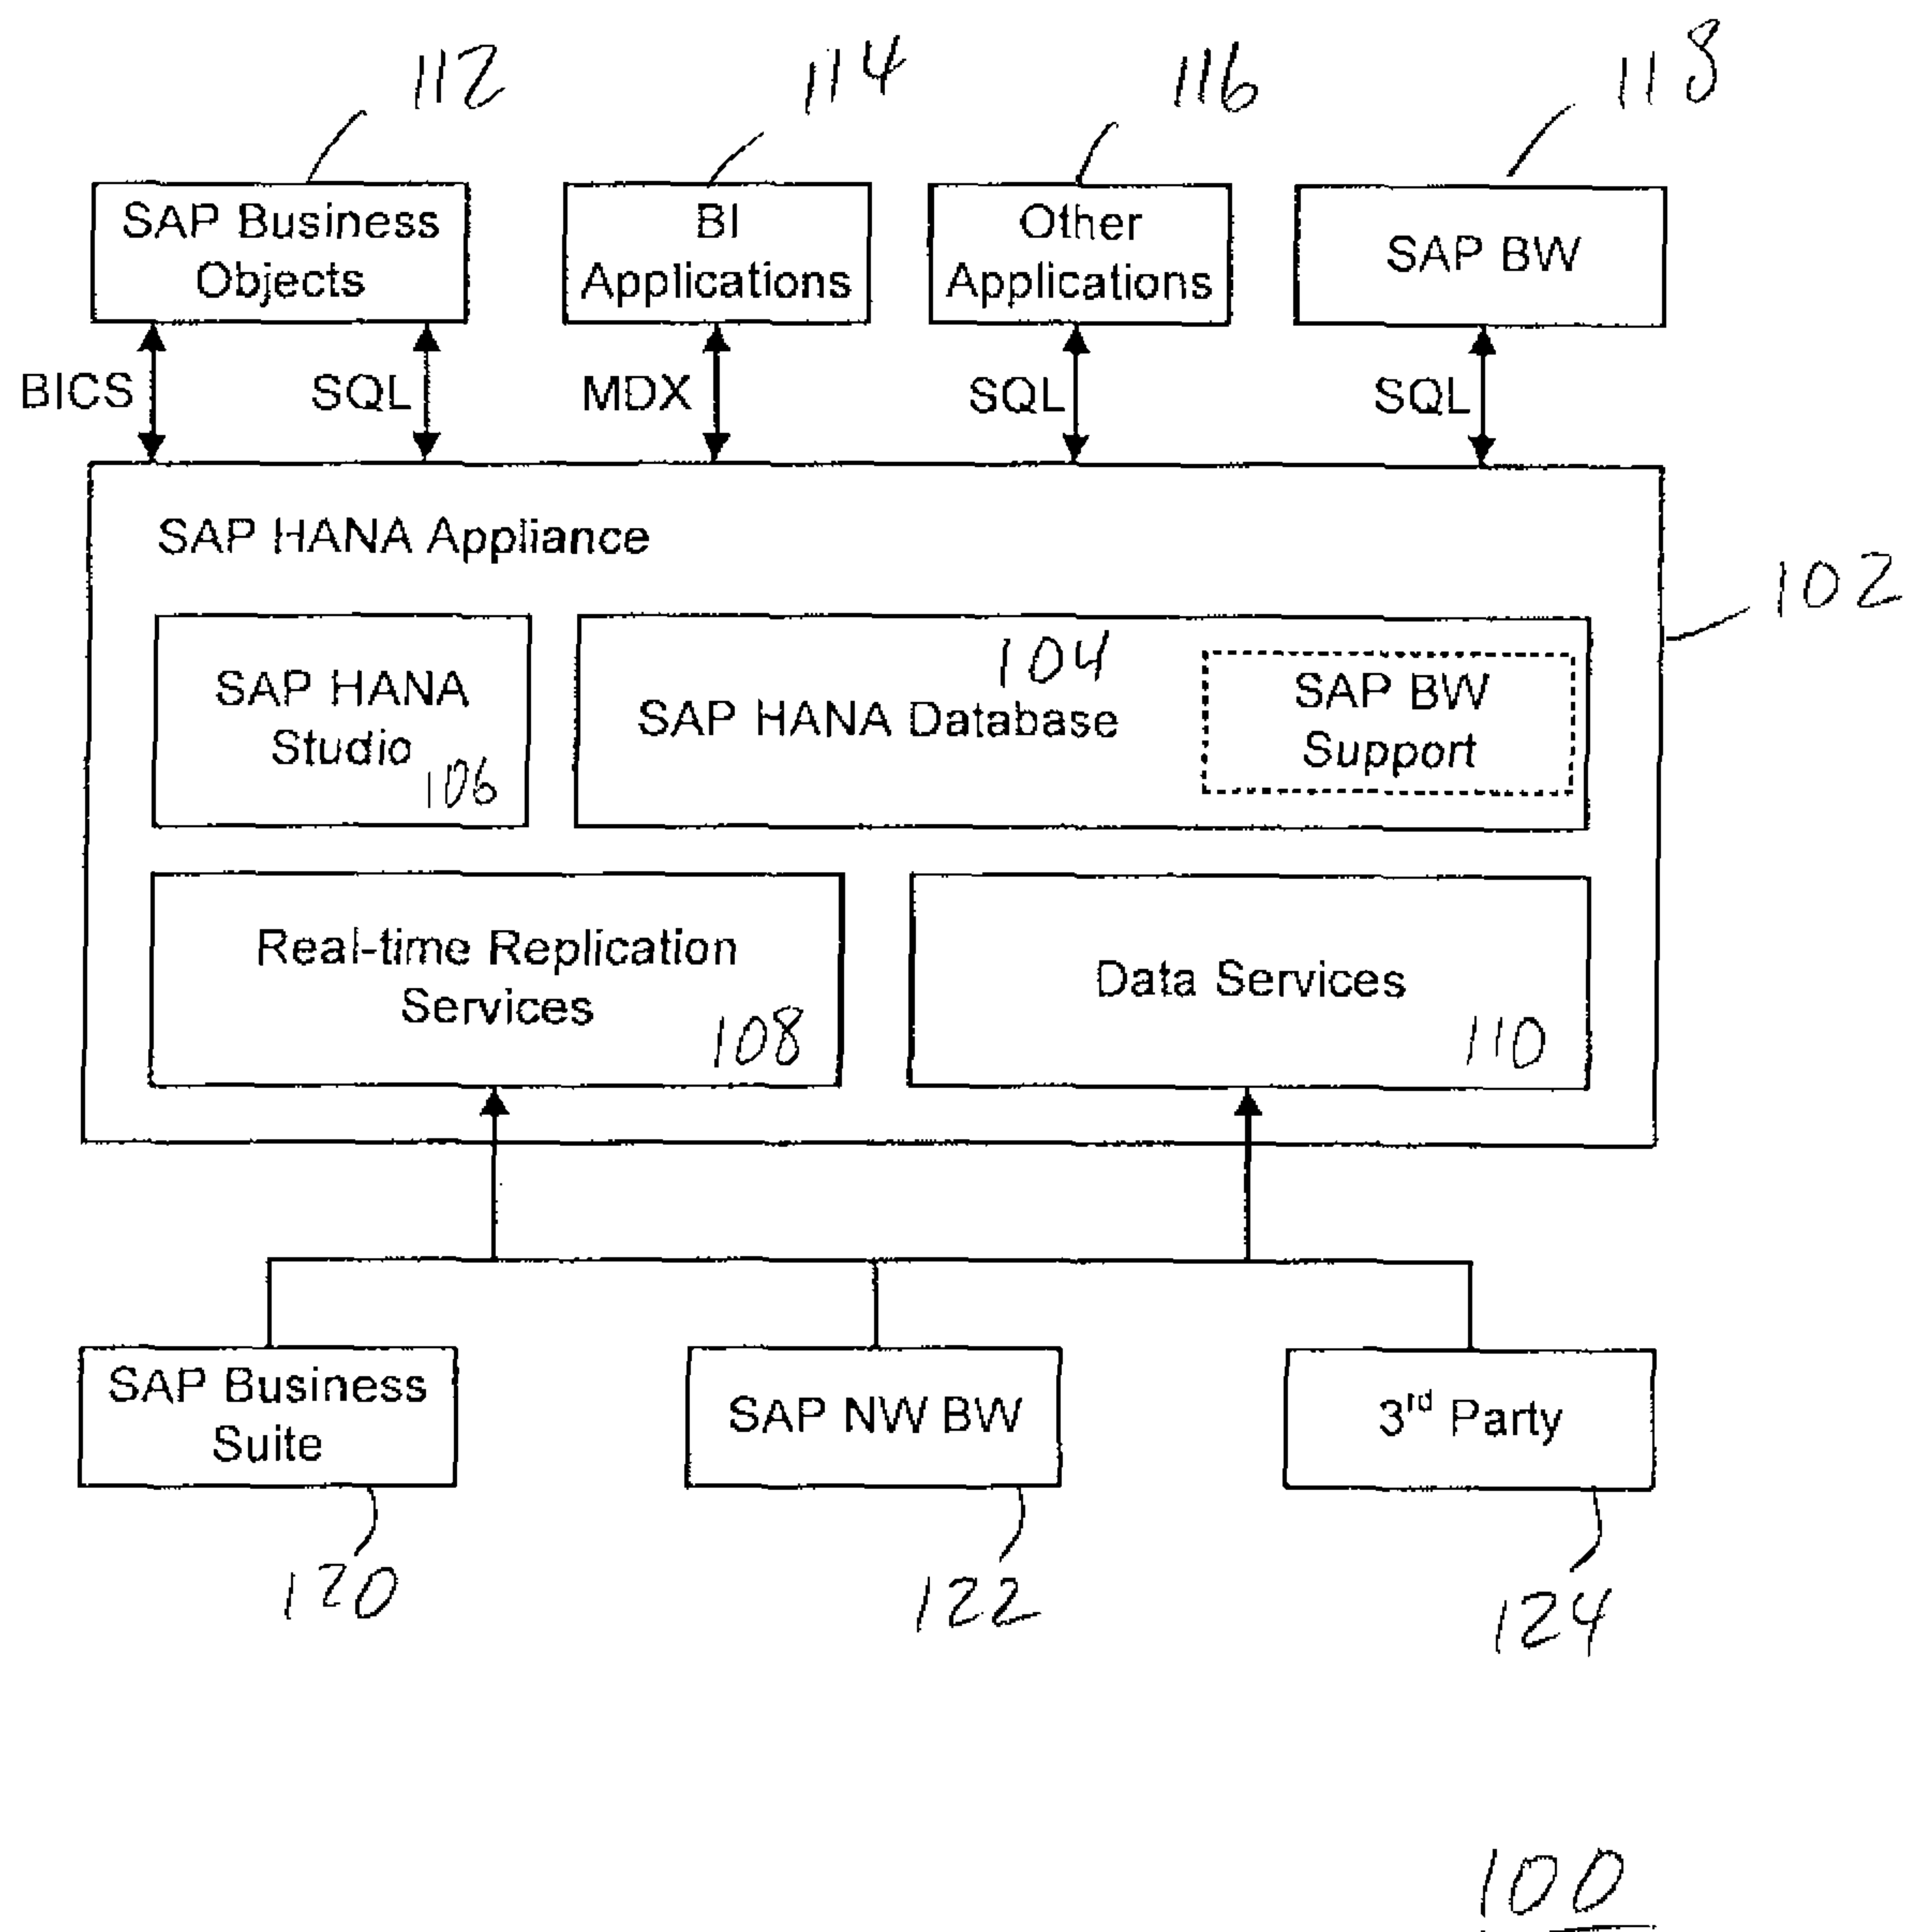 112
114
116
118
SAP Business
Objects
BI
Applications
Other
Applications
SAP BW
BICS
SQL
MDX
SQL
SQL
SAP HANA Appliance
102
SAP HANA
Studio
106
104
SAP HANA Database
SAP BW
Support
Real-time Replication
Services
108
Data Services
110
SAP Business
Suite
SAP NW BW
3rd Party
120
122
124
100